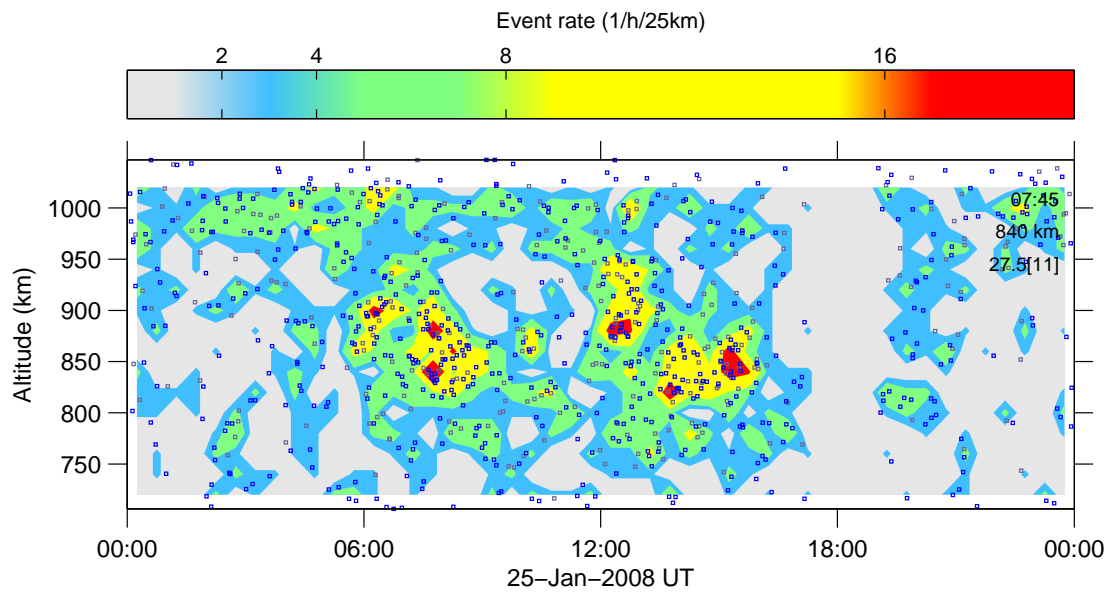 Event rate (1/h/25km)
2 4 8 16
1000
950
900
850
800
750
Altitude (km)
07:45
840 km
27.5[11]
00:00 06:00 12:00 18:00 00:00
25−Jan−2008 UT